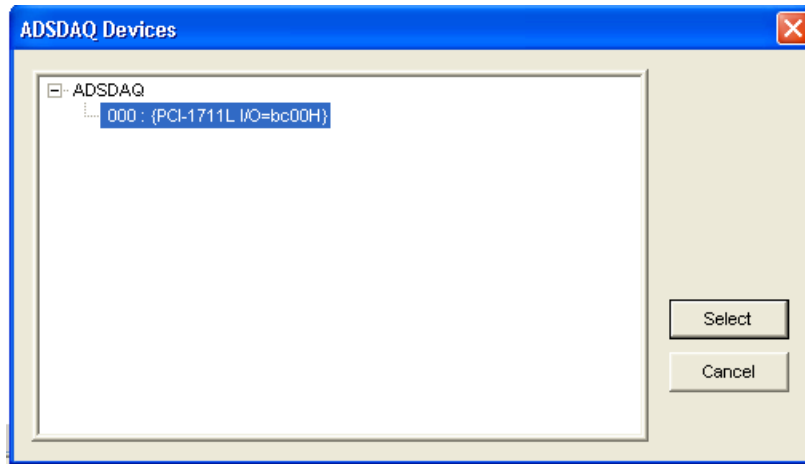 ADSDAQ Devices
ADSDAQ
000 : {PCI-1711L I/O=bc00H}
Select
Cancel